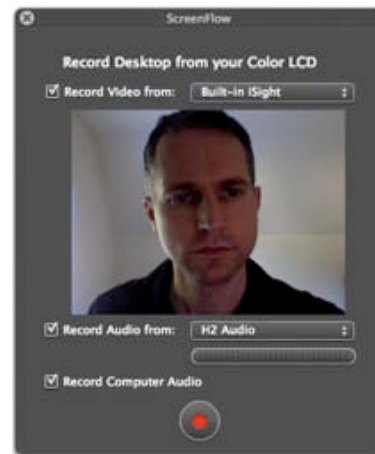 ScreenFlow
Record Desktop from your Color LCD
Record Video from: Built-in iSight
Record Audio from: H2 Audio
Record Computer Audio